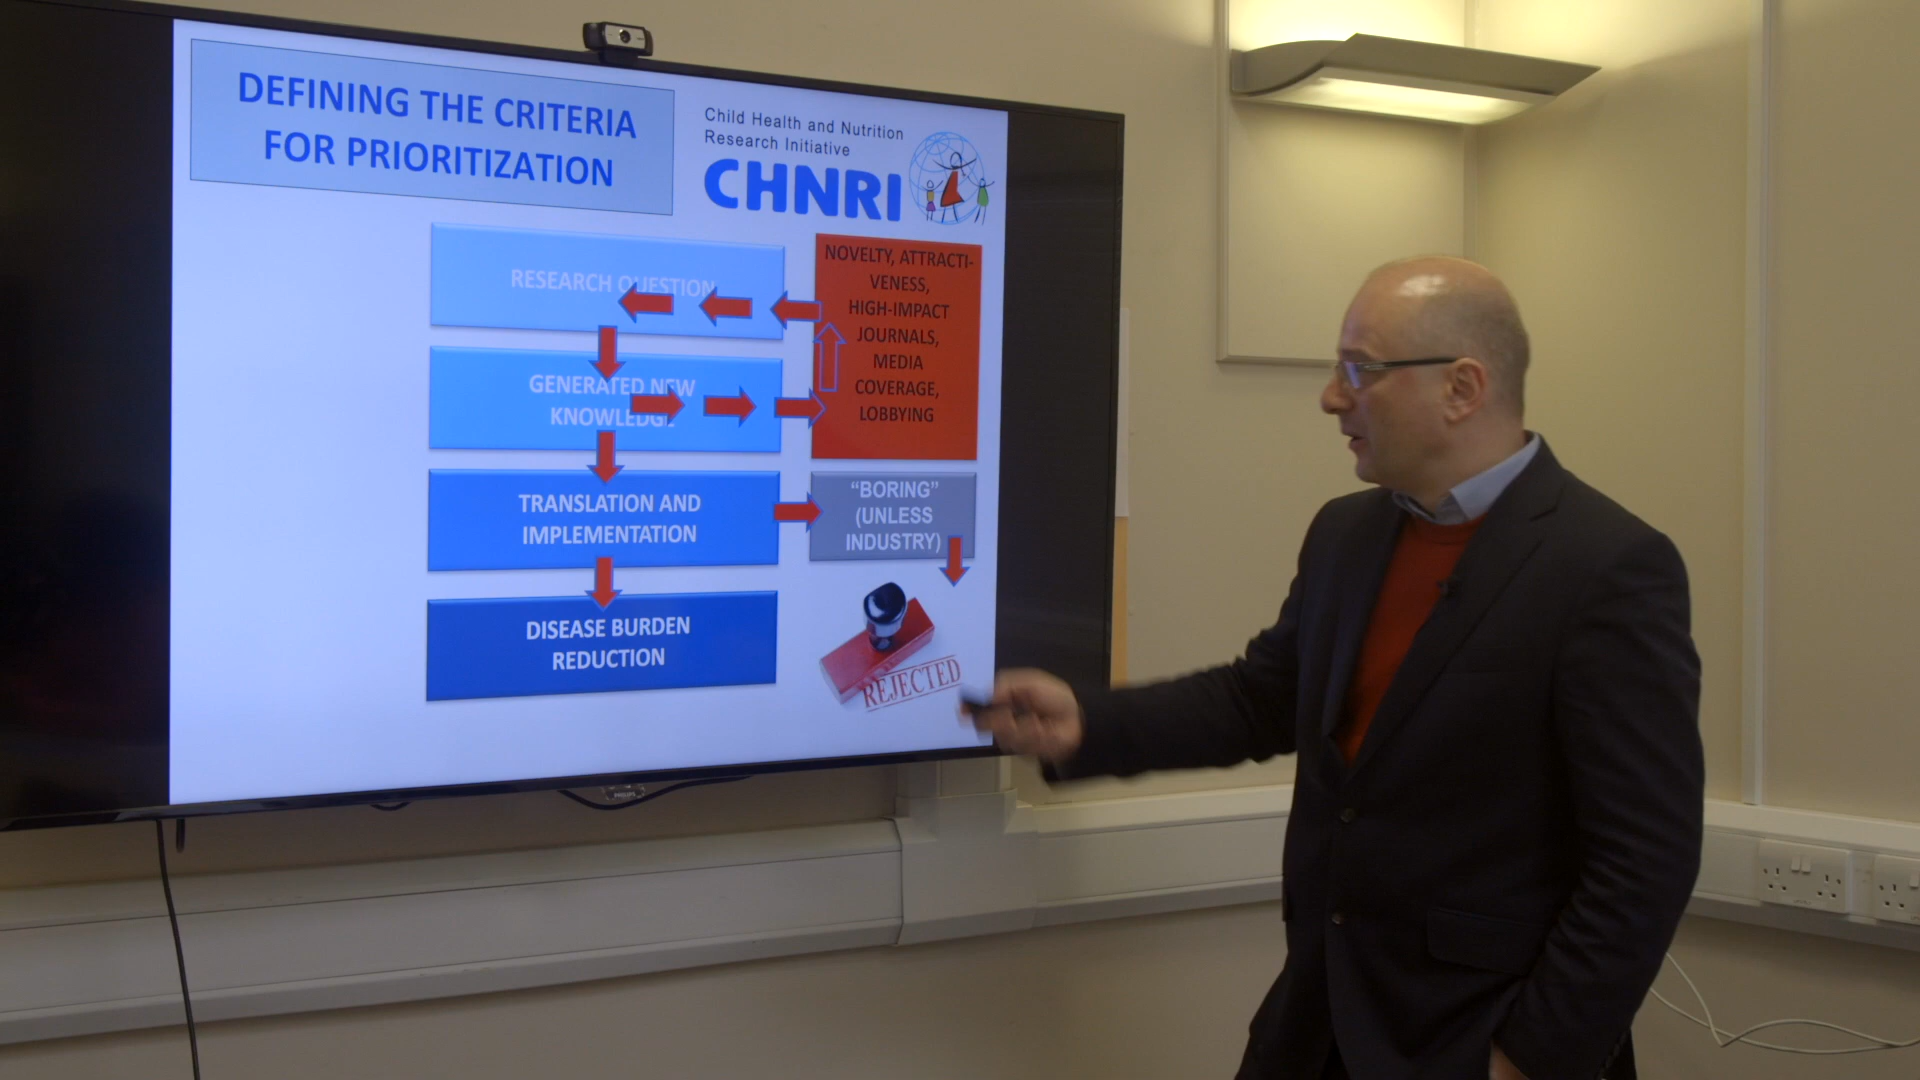 DEFINING THE CRITERIA
FOR PRIORITIZATION
Child Health and Nutrition
Research Initiative
CHNRI
RESEARCH QUESTION
NOVELTY, ATTRACTI-
VENESS,
HIGH-IMPACT
JOURNALS,
MEDIA
COVERAGE,
LOBBYING
GENERATED NEW
KNOWLEDGE
TRANSLATION AND
IMPLEMENTATION
“BORING”
(UNLESS
INDUSTRY)
DISEASE BURDEN
REDUCTION
REJECTED
PHILIPS